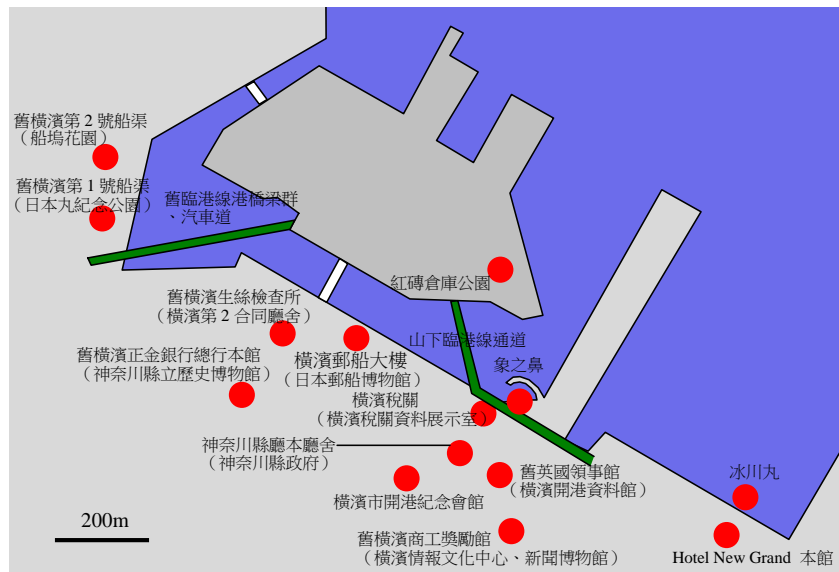 舊橫濱第 2 號船渠
（船塢花園）
舊橫濱第 1 號船渠
（日本丸紀念公園）
舊臨港線港橋梁群
、汽車道
紅磚倉庫公園
舊橫濱生絲檢查所
（橫濱第 2 合同廳舍）
山下臨港線通道
舊橫濱正金銀行總行本館
（神奈川縣立歷史博物館）
橫濱郵船大樓
（日本郵船博物館）
象之鼻
橫濱稅關
（橫濱稅關資料展示室）
神奈川縣廳本廳舍
（神奈川縣政府）
舊英國領事館
（橫濱開港資料館）
冰川丸
橫濱市開港紀念會館
200m
舊橫濱商工獎勵館
（橫濱情報文化中心、新聞博物館）
Hotel New Grand 本館